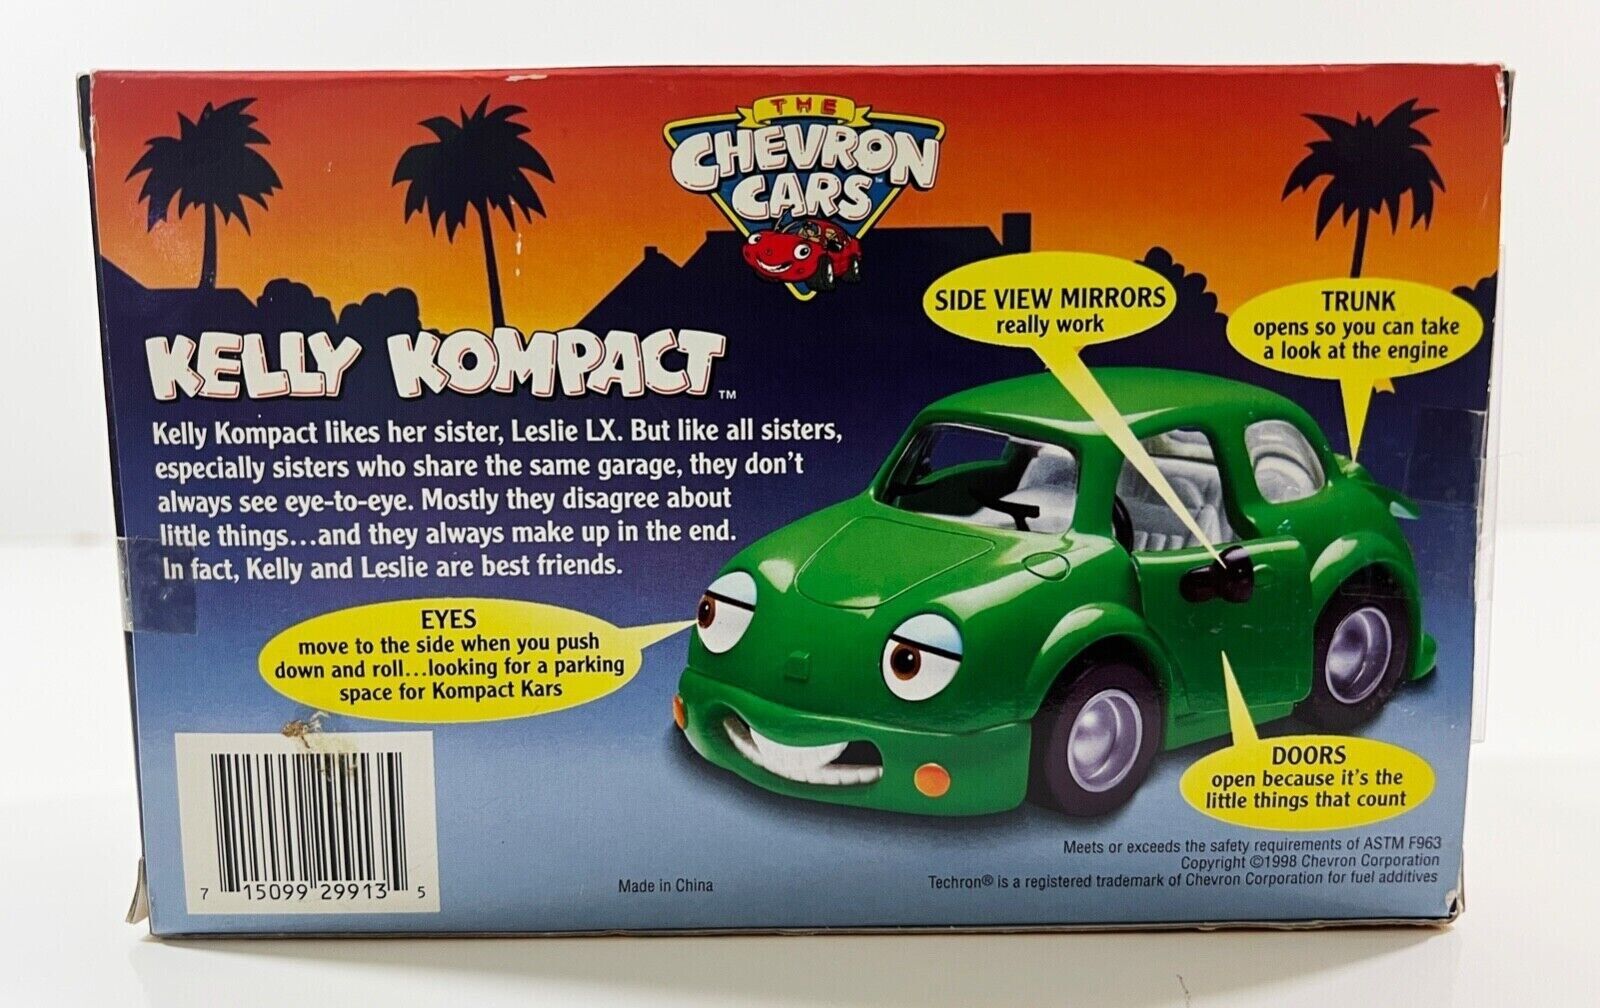 THE
CHEVRON
CARS™
KELLY KOMPACT™
Kelly Kompact likes her sister, Leslie LX. But like all sisters,
especially sisters who share the same garage, they don't
always see eye-to-eye. Mostly they disagree about
little things...and they always make up in the end.
In fact, Kelly and Leslie are best friends.
SIDE VIEW MIRRORS
really work
TRUNK
opens so you can take
a look at the engine
EYES
move to the side when you push
down and roll...looking for a parking
space for Kompact Kars
DOORS
open because it's the
little things that count
7 15099 29913 5
Made in China
Meets or exceeds the safety requirements of ASTM F963
Copyright ©1998 Chevron Corporation
Techron® is a registered trademark of Chevron Corporation for fuel additives